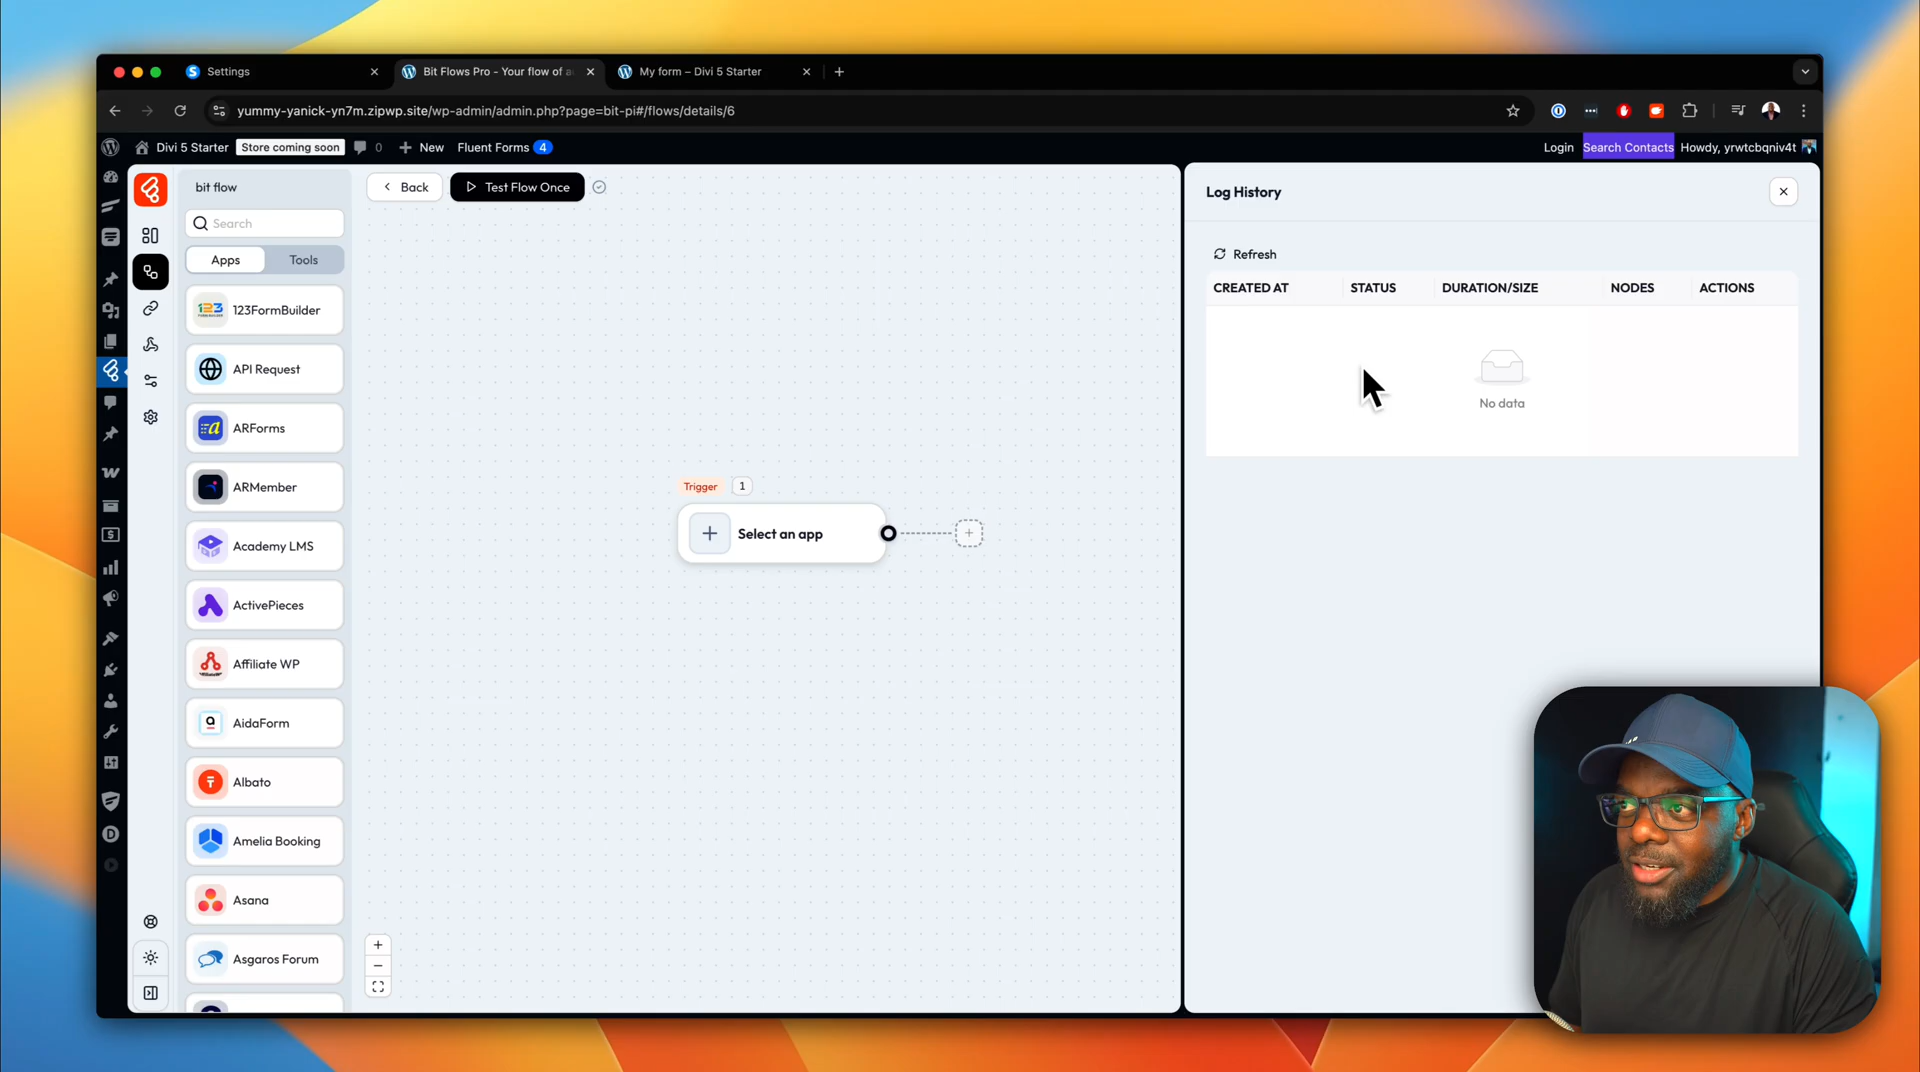 Settings
Bit Flows Pro - Your flow of a
My form – Divi 5 Starter
yummy-yanick-yn7m.zipwp.site/wp-admin/admin.php?page=bit-pi#/flows/details/6
Divi 5 Starter
Store coming soon
0
New
Fluent Forms 4
Login
Search Contacts
Howdy, yrwtcbqniv4t
bit flow
Back
Test Flow Once
Log History
Search
Apps
Tools
Refresh
CREATED AT
STATUS
DURATION/SIZE
NODES
ACTIONS
No data
123FormBuilder
API Request
ARForms
ARMember
Academy LMS
ActivePieces
Affiliate WP
AidaForm
Albato
Amelia Booking
Asana
Asgaros Forum
Trigger 1
Select an app